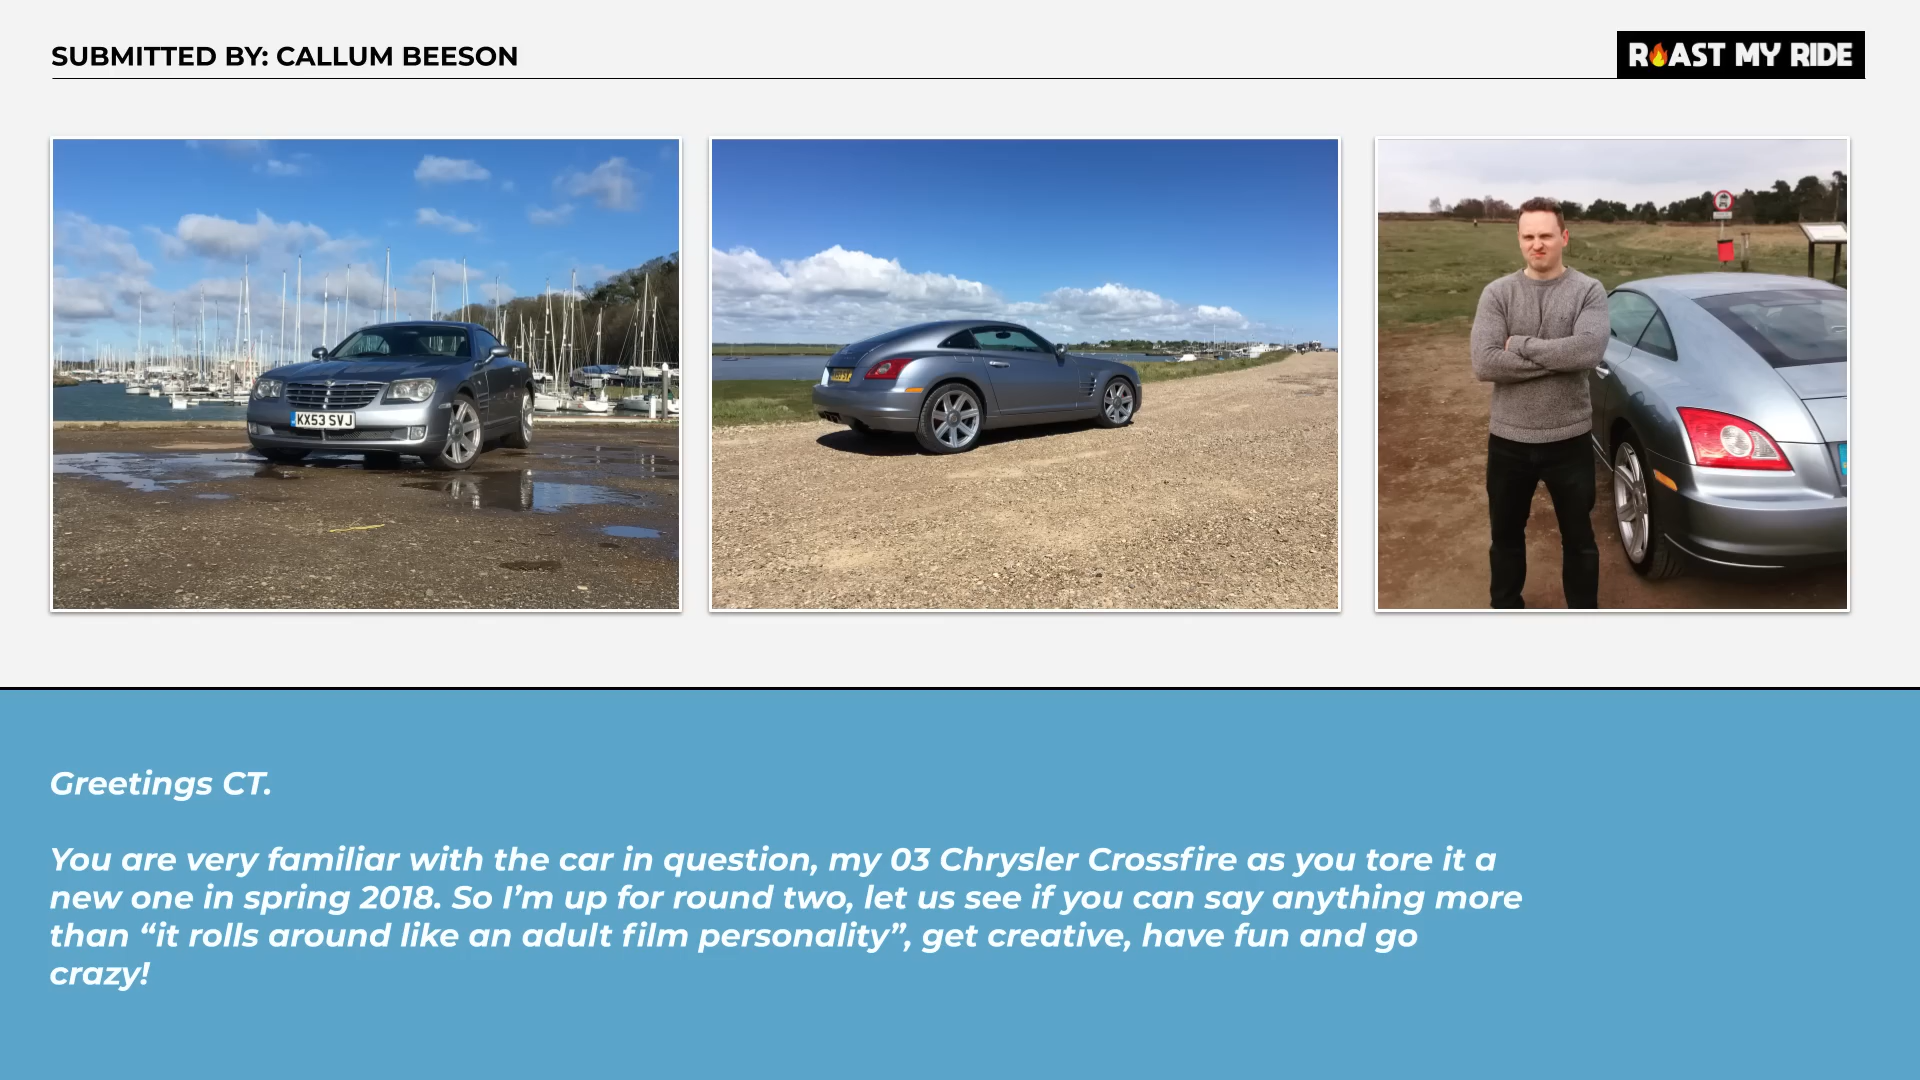 SUBMITTED BY: CALLUM BEESON
ROAST MY RIDE
KX53 SVJ
Greetings CT.
You are very familiar with the car in question, my 03 Chrysler Crossfire as you tore it a
new one in spring 2018. So I’m up for round two, let us see if you can say anything more
than “it rolls around like an adult film personality”, get creative, have fun and go
crazy!